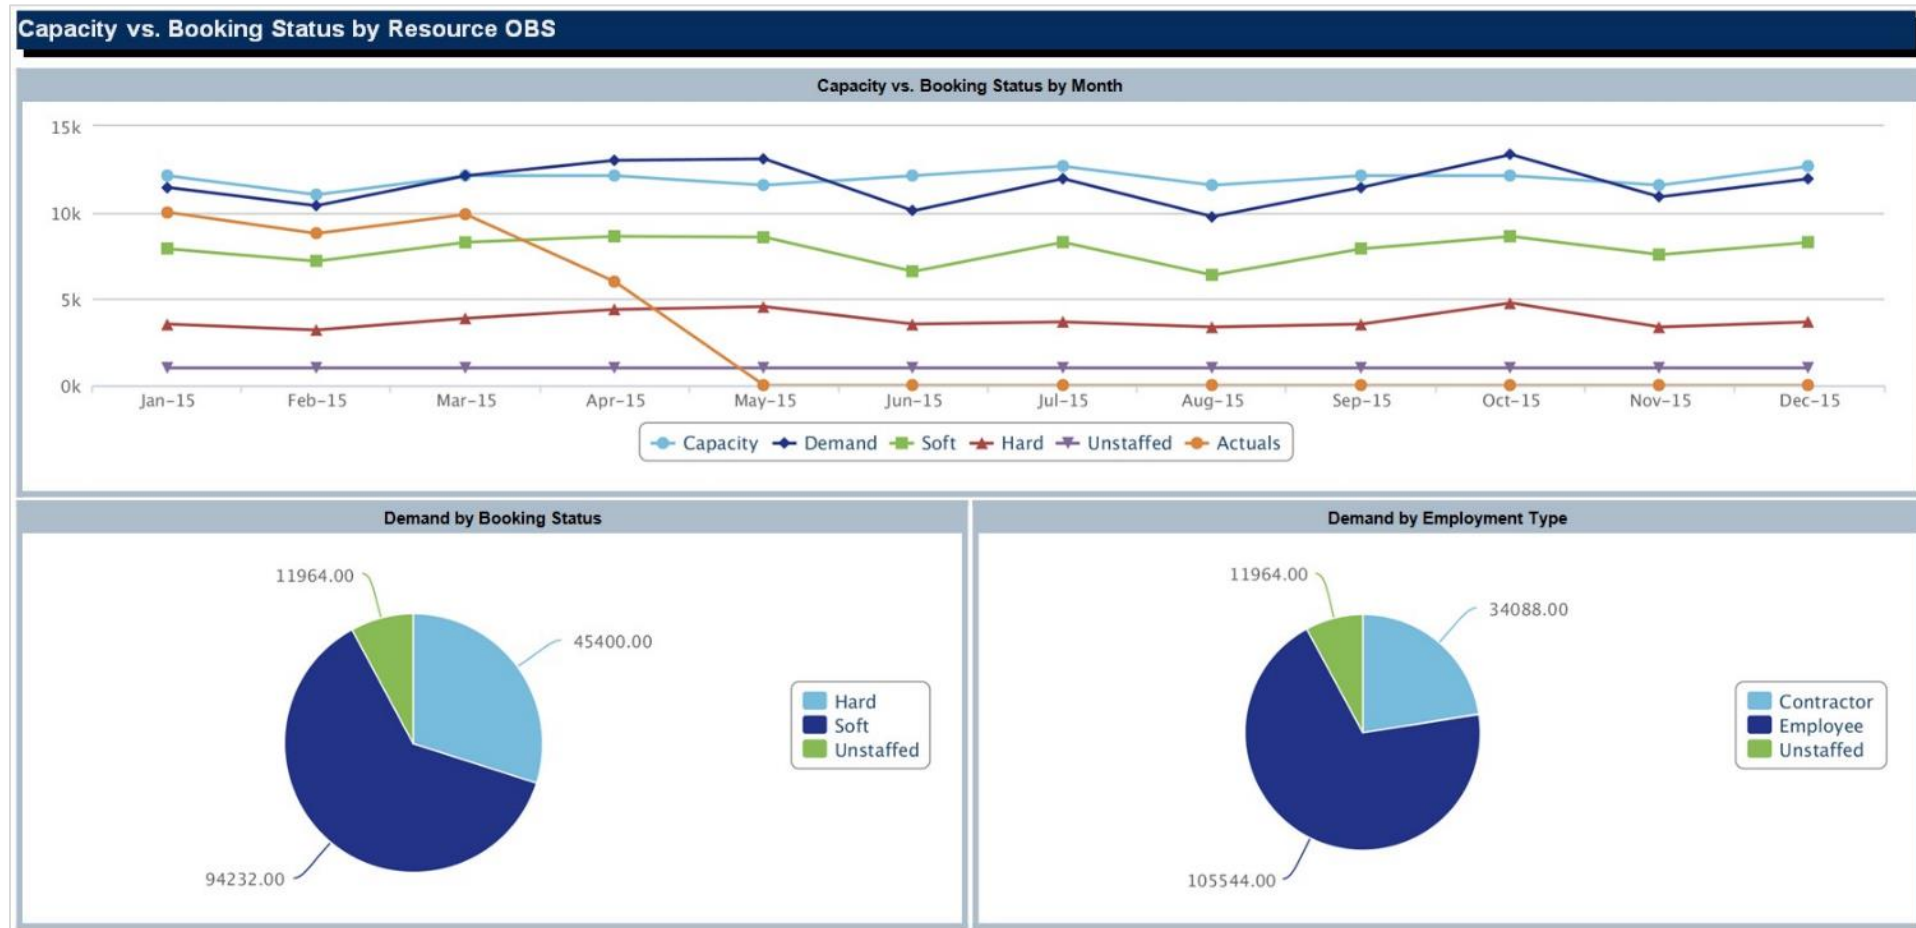 Capacity vs. Booking Status by Resource OBS
Capacity vs. Booking Status by Month
15k
10k
5k
0k
Jan-15 Feb-15 Mar-15 Apr-15 May-15 Jun-15 Jul-15 Aug-15 Sep-15 Oct-15 Nov-15 Dec-15
Capacity Demand Soft Hard Unstaffed Actuals
Demand by Booking Status
11964.00
45400.00
94232.00
Hard
Soft
Unstaffed
Demand by Employment Type
11964.00
34088.00
105544.00
Contractor
Employee
Unstaffed